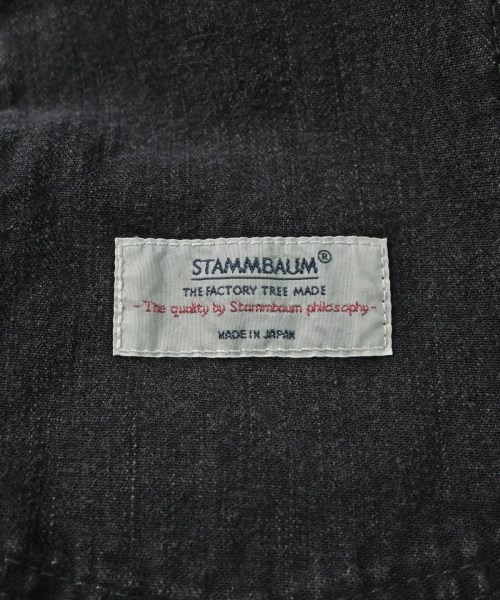 STAMMBAUM®
THE FACTORY TREE MADE
- The quality by Stammbaum philosophy -
MADE IN JAPAN